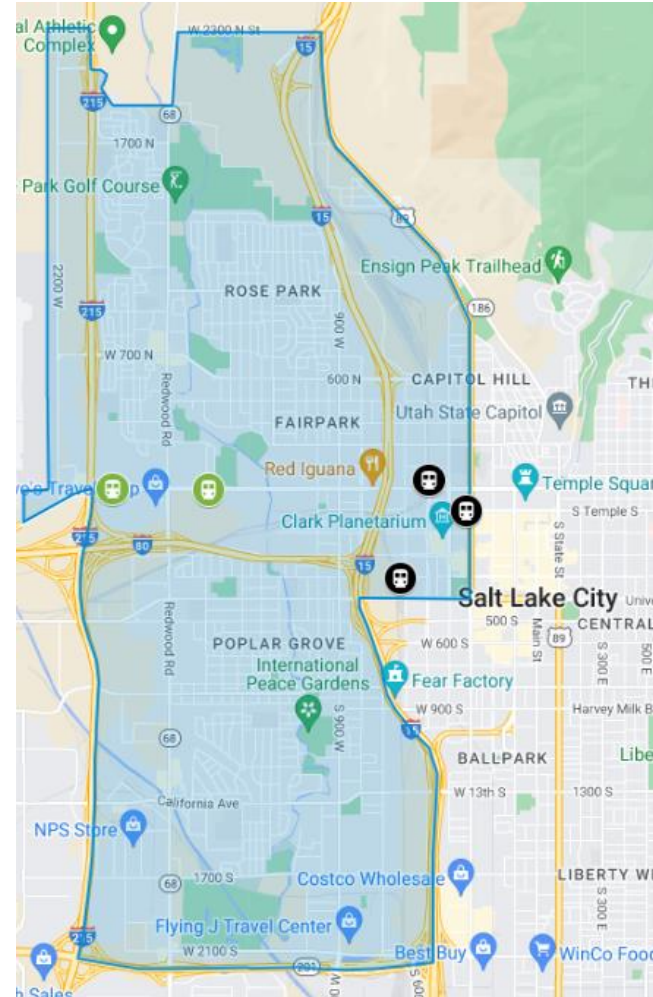 al Athletic
Complex
W 2300 N St
15
215
68
1700 N
Park Golf Course
15
89
Ensign Peak Trailhead
2200 W
ROSE PARK
186
215
900 W
W 700 N
Redwood Rd
600 N
CAPITOL HILL
TH
FAIRPARK
Utah State Capitol
Red Iguana
Temple Squar
Clark Planetarium
S Temple S
215
80
15
S State St
Salt Lake City
Univ
500 S
CENTRAL
Redwood Rd
POPLAR GROVE
W 600 S
Main St
89
S 300 E
500 E
International
Peace Gardens
Fear Factory
S 900 W
W 900 S
Harvey Milk B
68
15
BALLPARK
Libe
California Ave
W 13th S
1300 S
NPS Store
68
1700 S
Costco Wholesale
LIBERTY WE
S 300 E
Flying J Travel Center
215
W 2100 S
Best Buy
WinCo Food
201
h Sales
S 600